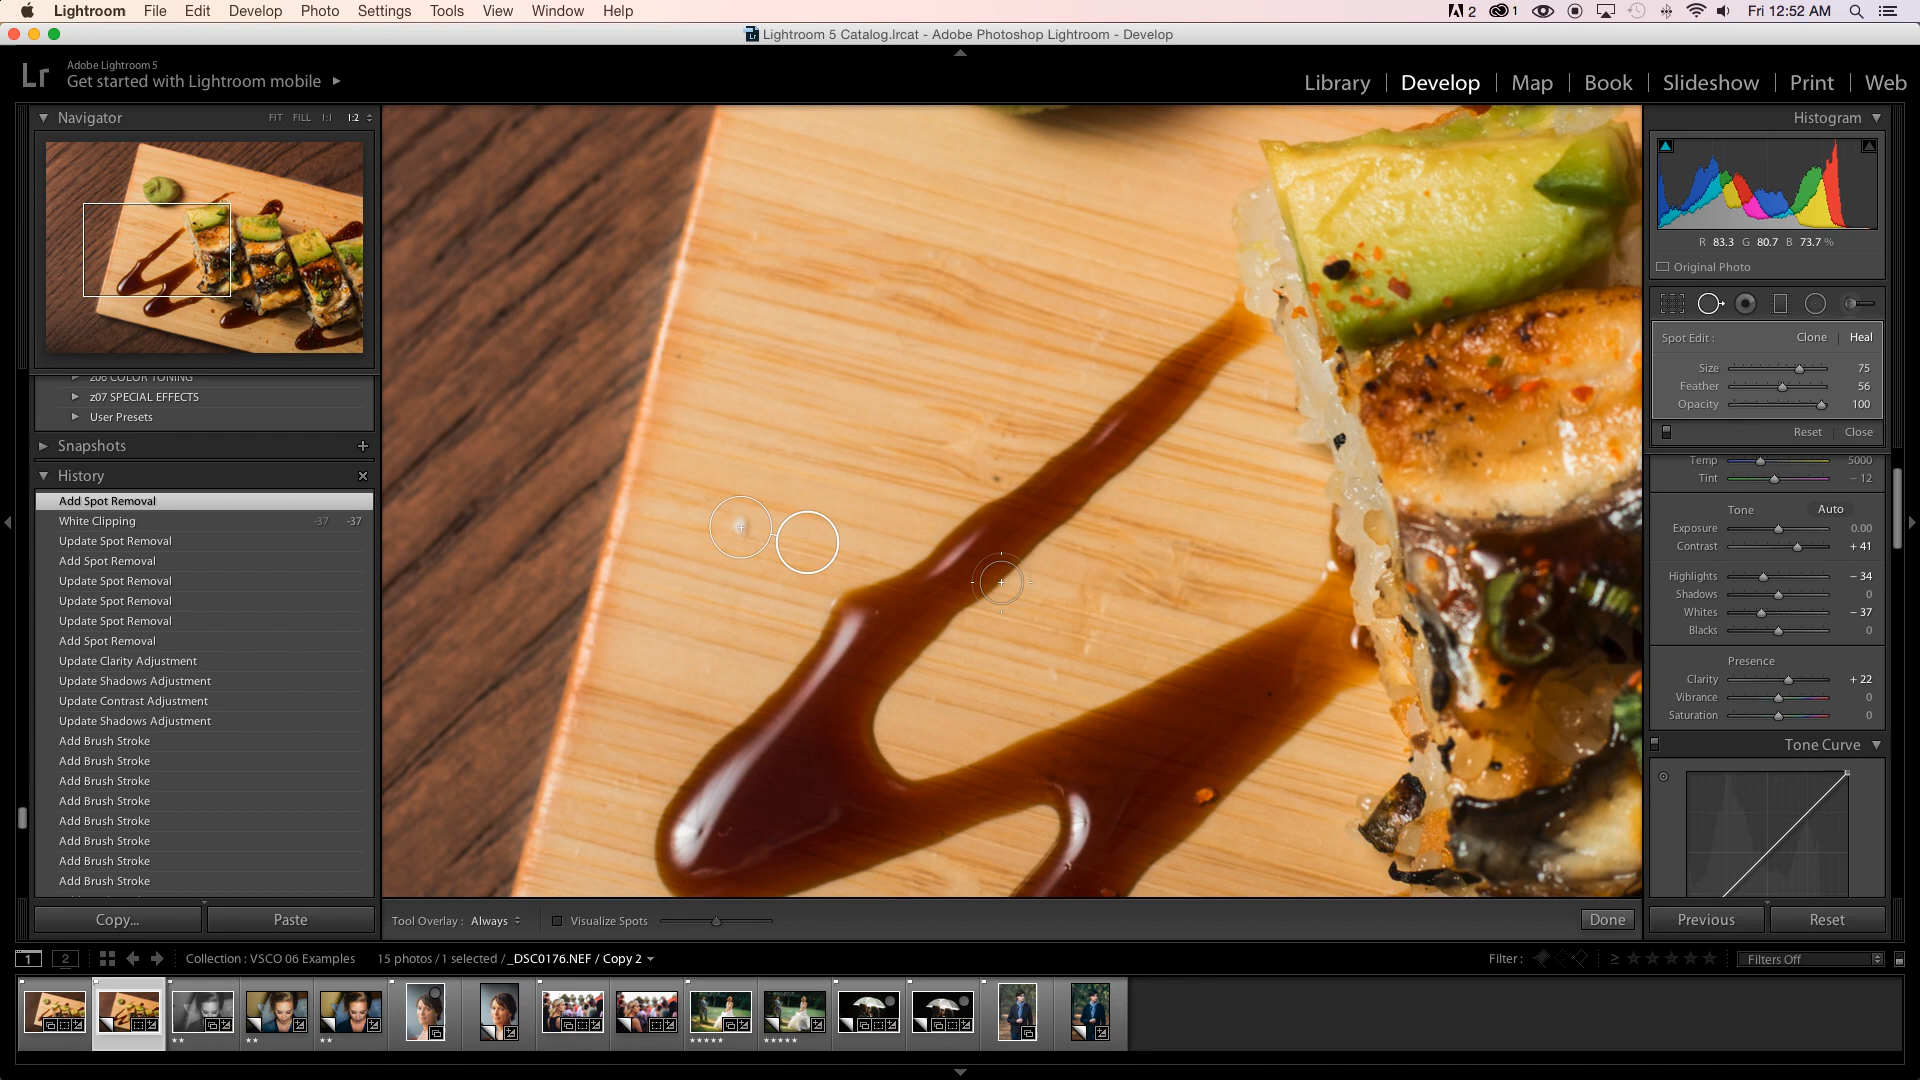 Lightroom File Edit Develop Photo Settings Tools View Window Help 2 1 Fri 12:52 AM
Lightroom 5 Catalog.lrcat - Adobe Photoshop Lightroom - Develop
Lr Adobe Lightroom 5
Get started with Lightroom mobile
Library | Develop | Map | Book | Slideshow | Print | Web
Navigator FIT FILL 1:1 1:2
z06 COLOR TONING
z07 SPECIAL EFFECTS
User Presets
Snapshots +
History ×
Add Spot Removal
White Clipping -37 -37
Update Spot Removal
Add Spot Removal
Update Spot Removal
Update Spot Removal
Update Spot Removal
Add Spot Removal
Update Clarity Adjustment
Update Shadows Adjustment
Update Contrast Adjustment
Update Shadows Adjustment
Add Brush Stroke
Add Brush Stroke
Add Brush Stroke
Add Brush Stroke
Add Brush Stroke
Add Brush Stroke
Add Brush Stroke
Add Brush Stroke
Copy... Paste
Tool Overlay : Always Visualize Spots Done
Histogram
R 83.3 G 80.7 B 73.7 %
Original Photo
Spot Edit : Clone | Heal
Size 75
Feather 56
Opacity 100
Reset | Close
Temp 5000
Tint - 12
Tone Auto
Exposure 0.00
Contrast + 41
Highlights - 34
Shadows 0
Whites - 37
Blacks 0
Presence
Clarity + 22
Vibrance 0
Saturation 0
Tone Curve
Previous Reset
1 2 Collection : VSCO 06 Examples 15 photos / 1 selected / _DSC0176.NEF / Copy 2 Filter : ≥ ★★★★★ Filters Off
★★ ★★ ★★ ★★★★★ ★★★★★